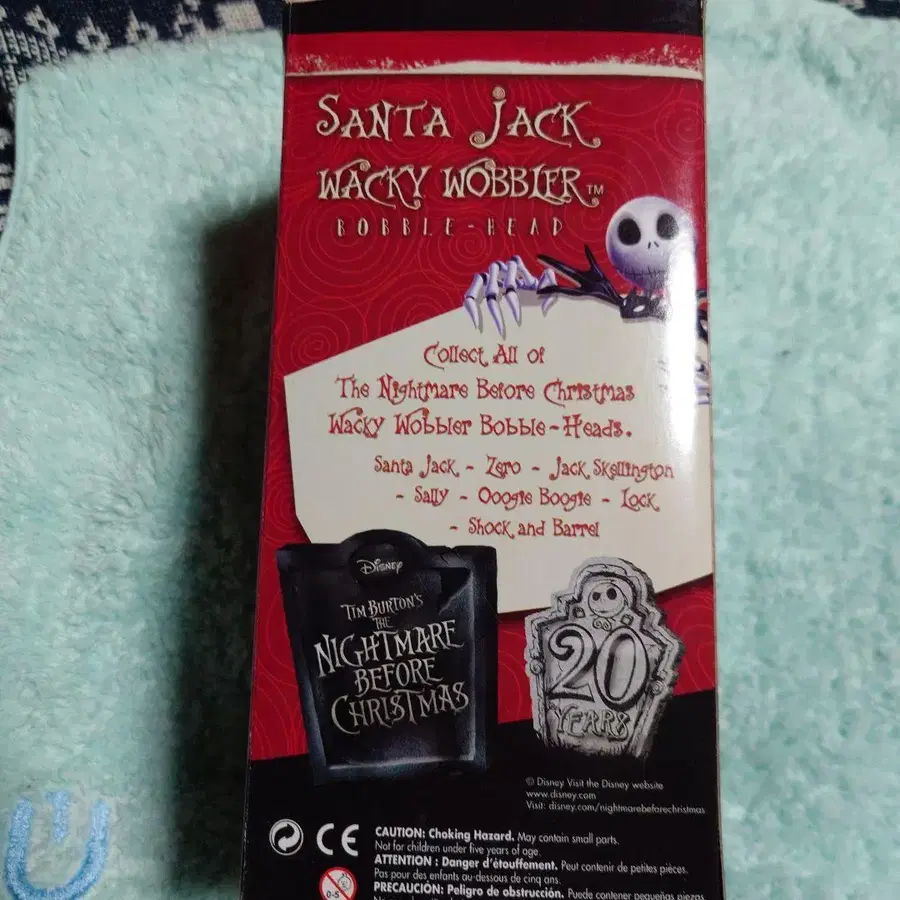 SANTA JACK
WACKY WOBBLER™
BOBBLE-HEAD
Collect All of
The Nightmare Before Christmas
Wacky Wobbler Bobble-Heads.
Santa Jack - Zero - Jack Skellington
- Sally - Ooogie Boogie - Lock
- Shock and Barrel
Disney
TIM BURTON'S
THE
NIGHTMARE
BEFORE
CHRISTMAS
20
YEARS
© Disney Visit the Disney website
www.disney.com
Visit: disney.com/nightmarebeforechristmas
CE
CAUTION: Choking Hazard. May contain small parts.
Not for children under five years of age.
ATTENTION : Danger d'étouffement. Peut contenir de petites pièces.
Pas pour des enfants au-dessous de cinq ans.
0-5
PRECAUCIÓN: Peligro de obstrucción. Puede contener pequeñas piezas